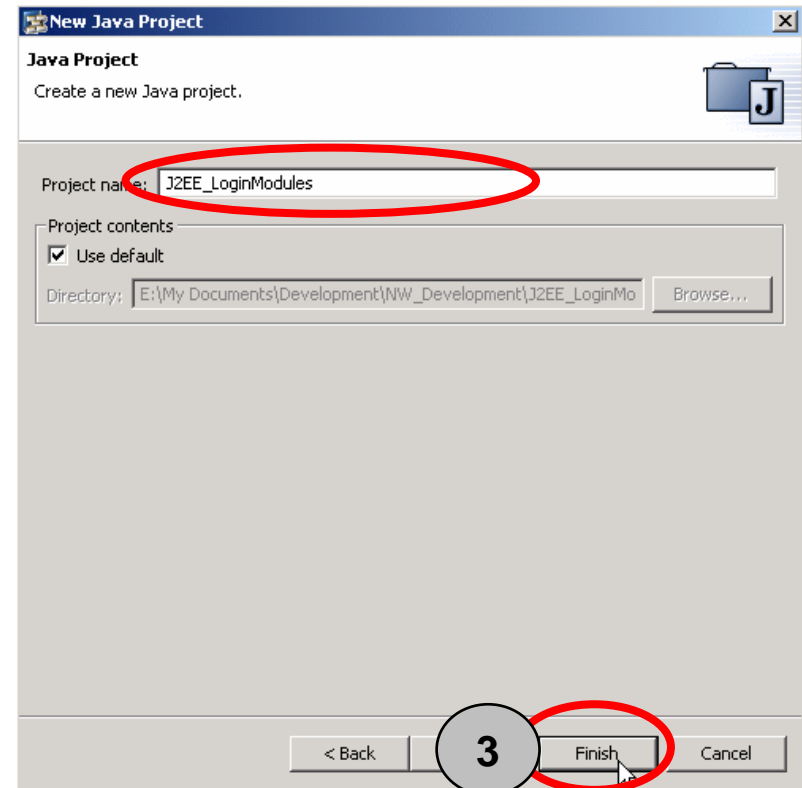 New Java Project
Java Project
Create a new Java project.
J
Project name: J2EE_LoginModules
Project contents
Use default
Directory: E:\My Documents\Development\NW_Development\J2EE_LoginMo Browse...
< Back 3 Finish Cancel